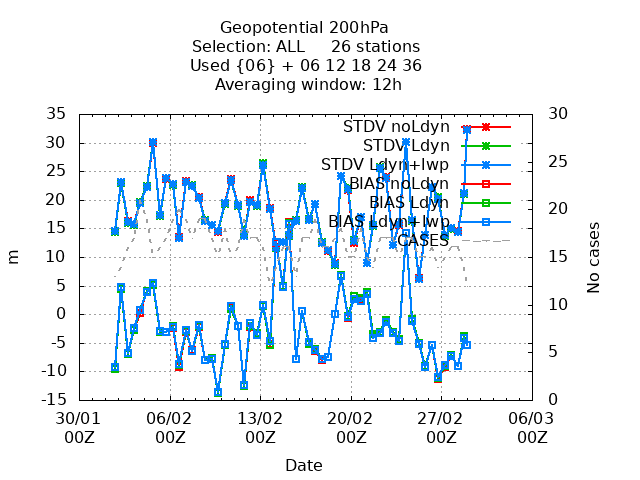 Geopotential 200hPa
Selection: ALL     26 stations
Used {06} + 06 12 18 24 36
Averaging window: 12h
35
30
25
20
15
10
5
0
-5
-10
-15
m
30
25
20
15
10
5
0
No cases
STDV noLdyn
STDV Ldyn
STDV Ldyn+lwp
BIAS noLdyn
BIAS Ldyn
BIAS Ldyn+lwp
CASES
30/01 06/02 13/02 20/02 27/02 06/03
00Z 00Z 00Z 00Z 00Z 00Z
Date